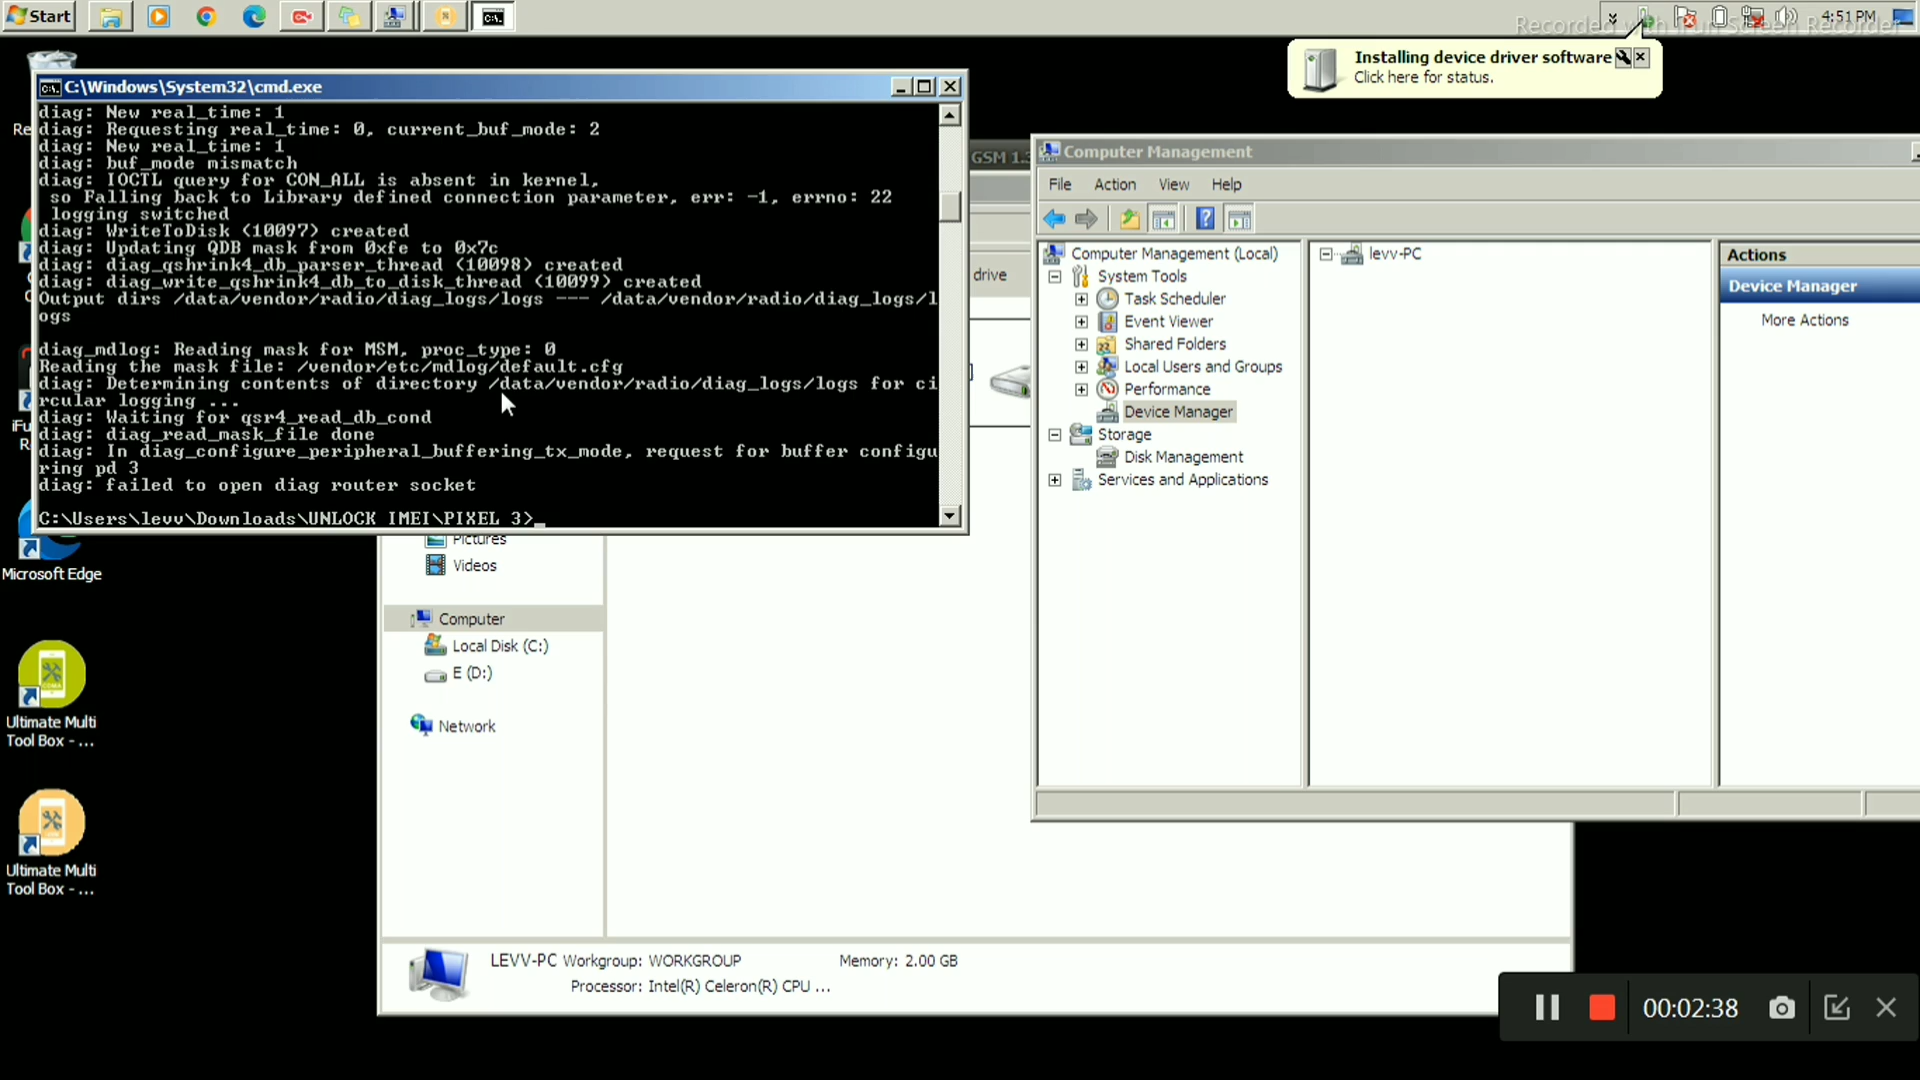 Start
4:51 PM
Recorded with Fun Screen Recorder
Installing device driver software
Click here for status.
C:\Windows\System32\cmd.exe
diag: New real_time: 1
diag: Requesting real_time: 0, current_buf_mode: 2
diag: New real_time: 1
diag: buf_mode mismatch
diag: IOCTL query for CON_ALL is absent in kernel,
so Falling back to Library defined connection parameter, err: -1, errno: 22
logging switched
diag: WriteToDisk (10097) created
diag: Updating QDB mask from 0xfe to 0x7c
diag: diag_qshrink4_db_parser_thread (10098) created
diag: diag_write_qshrink4_db_to_disk_thread (10099) created
Output dirs /data/vendor/radio/diag_logs/logs --- /data/vendor/radio/diag_logs/l
ogs
diag_mdlog: Reading mask for MSM, proc_type: 0
Reading the mask file: /vendor/etc/mdlog/default.cfg
diag: Determining contents of directory /data/vendor/radio/diag_logs/logs for ci
rcular logging ...
diag: Waiting for qsr4_read_db_cond
diag: diag_read_mask_file done
diag: In diag_configure_peripheral_buffering_tx_mode, request for buffer configu
ring pd 3
diag: failed to open diag router socket
C:\Users\levv\Downloads\UNLOCK IMEI\PIXEL 3>_
Re
iFu
R
Microsoft Edge
Ultimate Multi
Tool Box - ...
Ultimate Multi
Tool Box - ...
GSM 1.3
drive
Computer Management
File Action View Help
Computer Management (Local)
System Tools
Task Scheduler
Event Viewer
Shared Folders
Local Users and Groups
Performance
Device Manager
Storage
Disk Management
Services and Applications
levv-PC
Actions
Device Manager
More Actions
Pictures
Videos
Computer
Local Disk (C:)
E (D:)
Network
LEVV-PC Workgroup: WORKGROUP Memory: 2.00 GB
Processor: Intel(R) Celeron(R) CPU ...
00:02:38